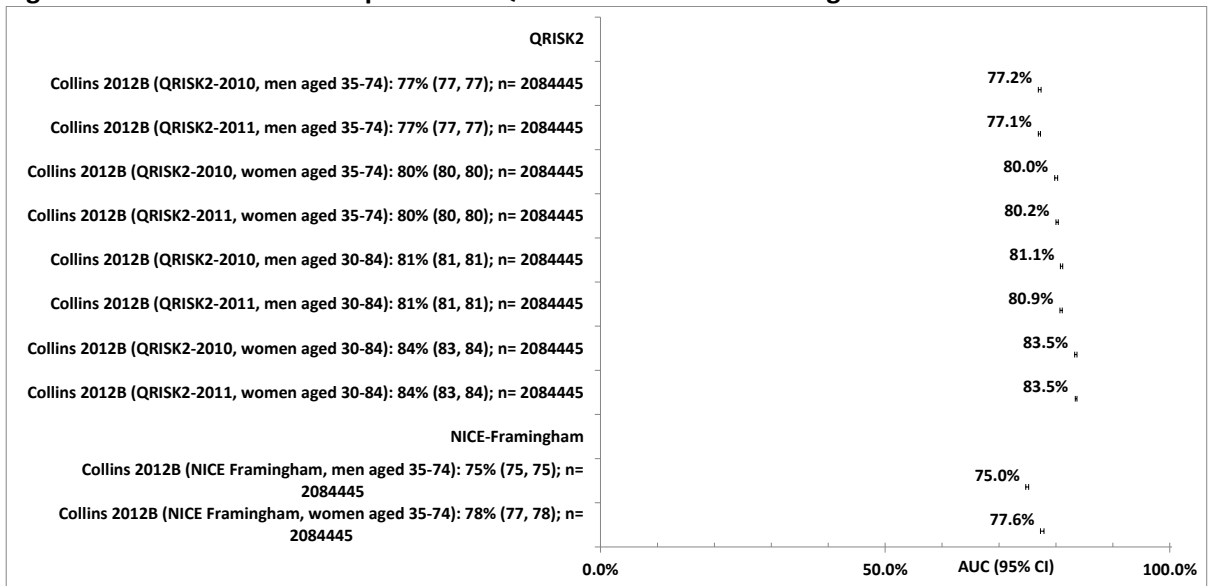 QRISK2
Collins 2012B (QRISK2-2010, men aged 35-74): 77% (77, 77); n= 2084445
77.2%
Collins 2012B (QRISK2-2011, men aged 35-74): 77% (77, 77); n= 2084445
77.1%
Collins 2012B (QRISK2-2010, women aged 35-74): 80% (80, 80); n= 2084445
80.0%
Collins 2012B (QRISK2-2011, women aged 35-74): 80% (80, 80); n= 2084445
80.2%
Collins 2012B (QRISK2-2010, men aged 30-84): 81% (81, 81); n= 2084445
81.1%
Collins 2012B (QRISK2-2011, men aged 30-84): 81% (81, 81); n= 2084445
80.9%
Collins 2012B (QRISK2-2010, women aged 30-84): 84% (83, 84); n= 2084445
83.5%
Collins 2012B (QRISK2-2011, women aged 30-84): 84% (83, 84); n= 2084445
83.5%
NICE-Framingham
Collins 2012B (NICE Framingham, men aged 35-74): 75% (75, 75); n=
2084445
75.0%
Collins 2012B (NICE Framingham, women aged 35-74): 78% (77, 78); n=
2084445
77.6%
0.0%
50.0%
AUC (95% CI)
100.0%